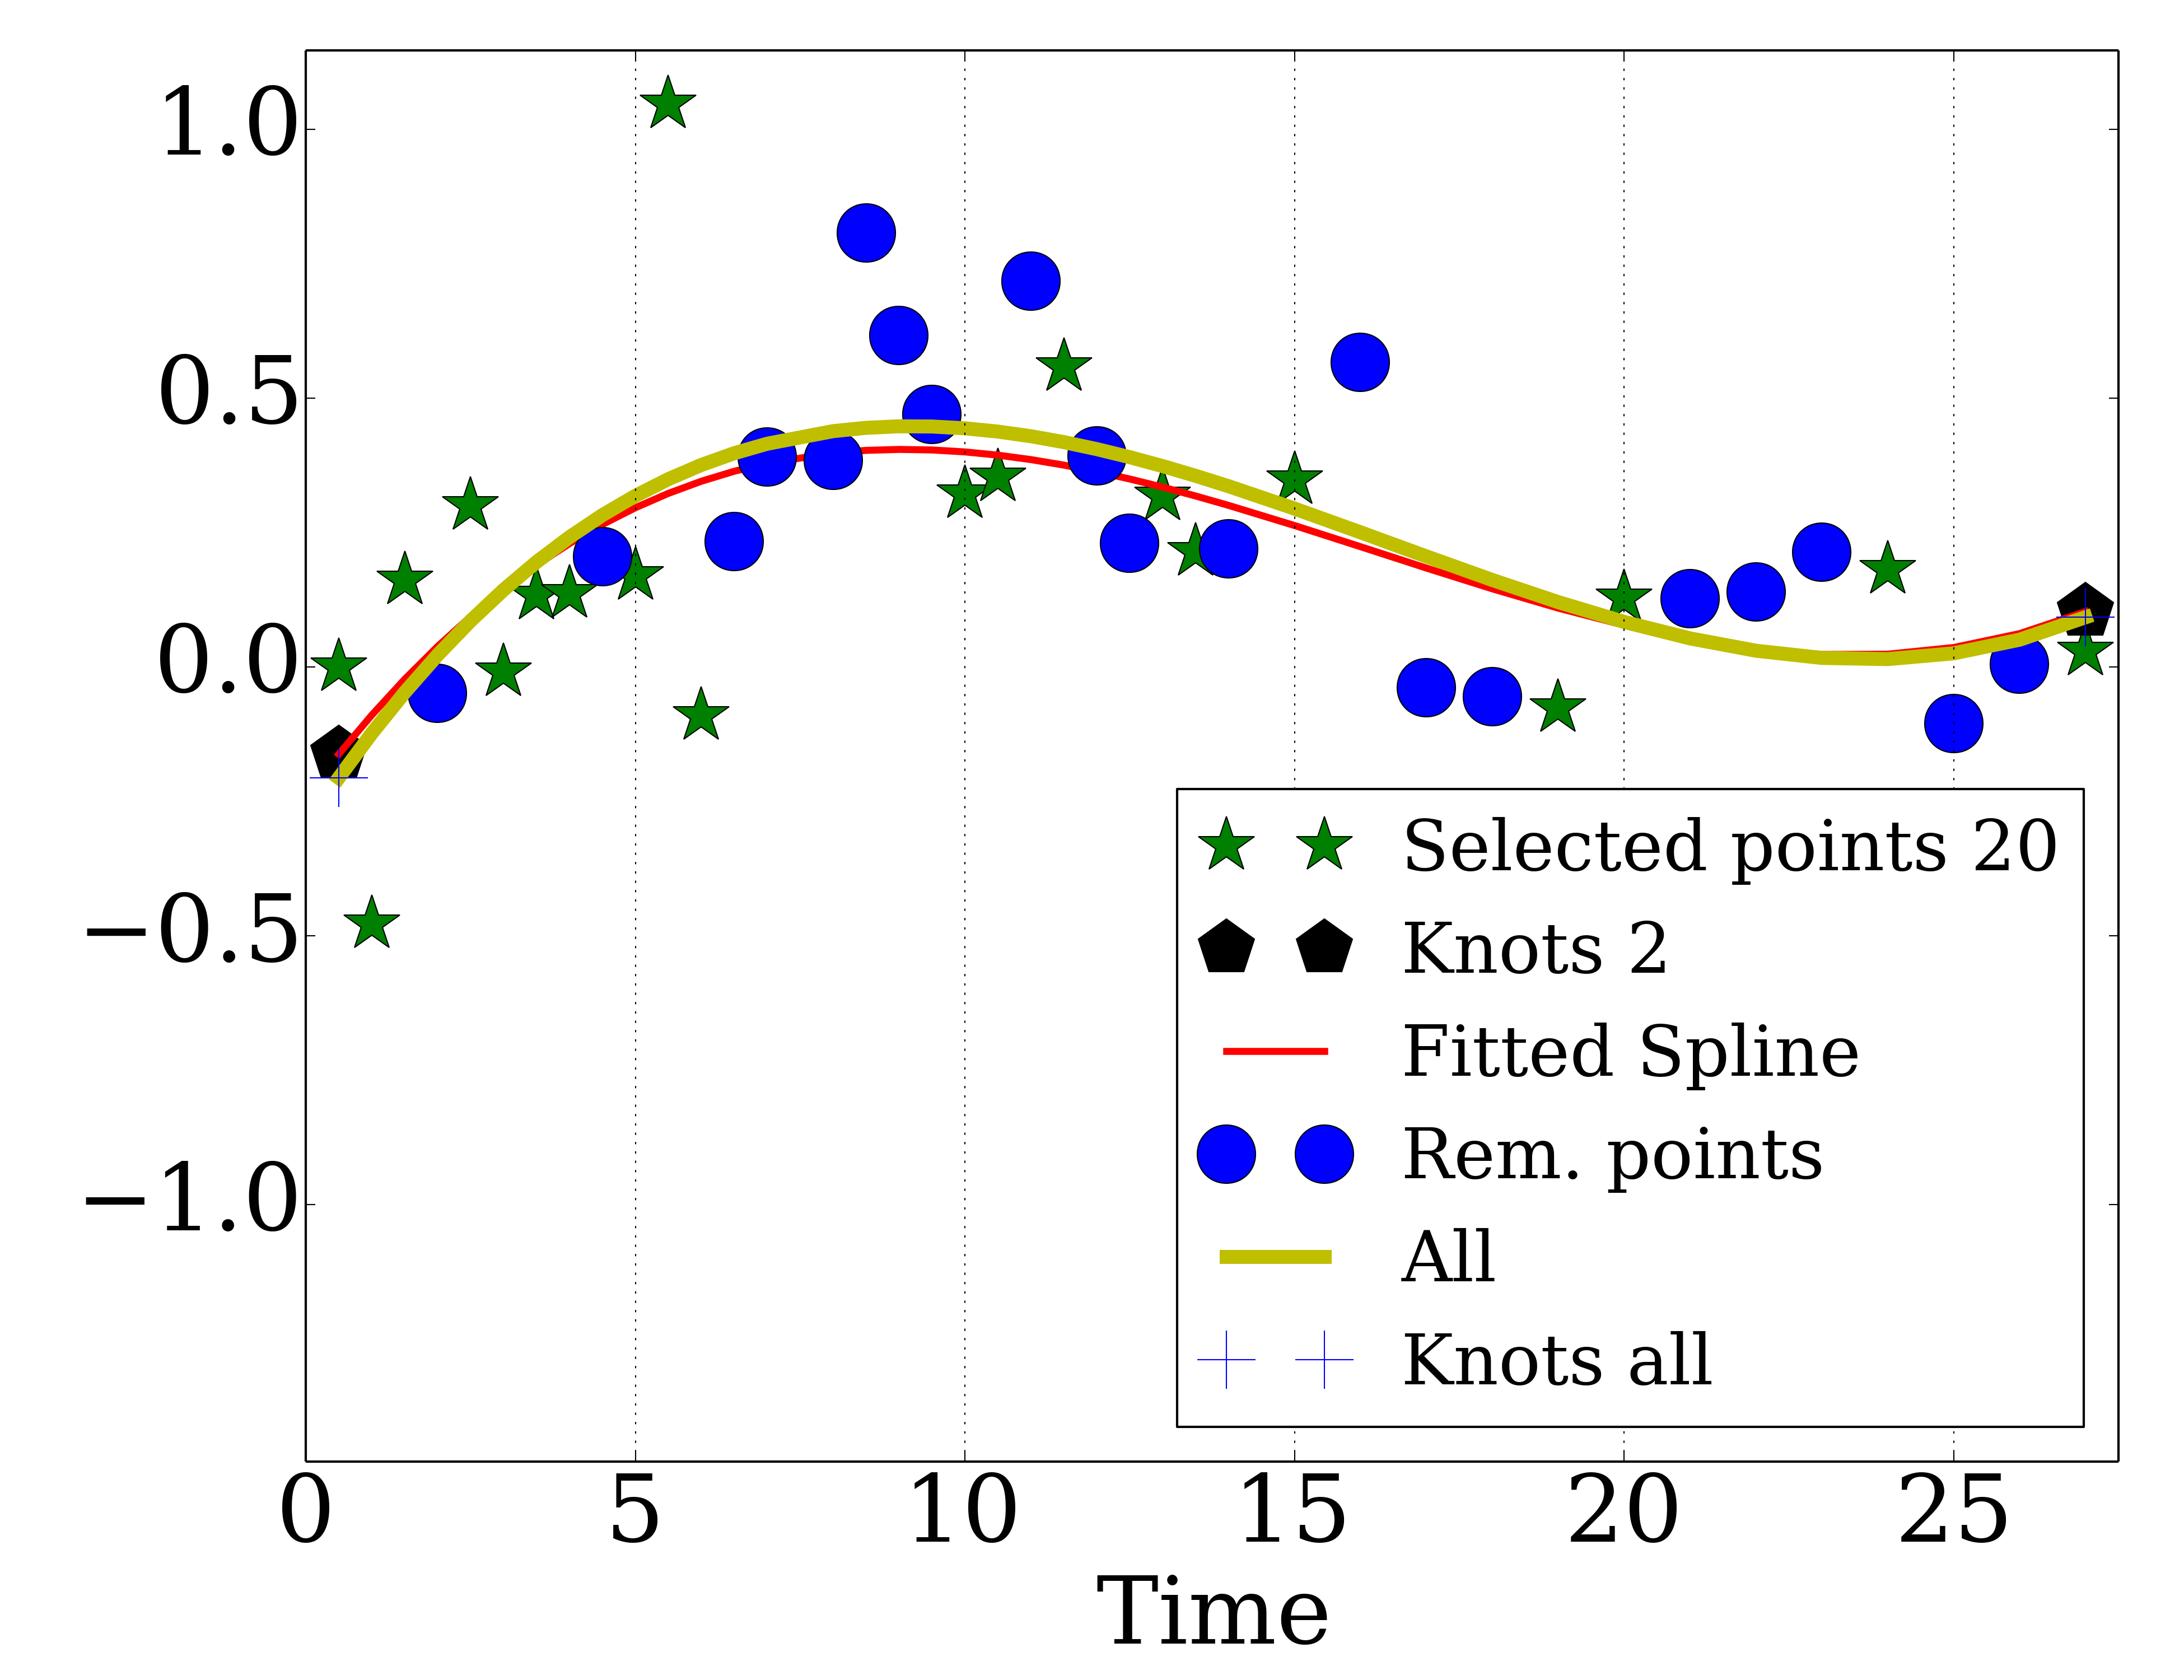 1.0
0.5
0.0
−0.5
−1.0
0 5 10 15 20 25
Time
Selected points 20
Knots 2
Fitted Spline
Rem. points
All
Knots all